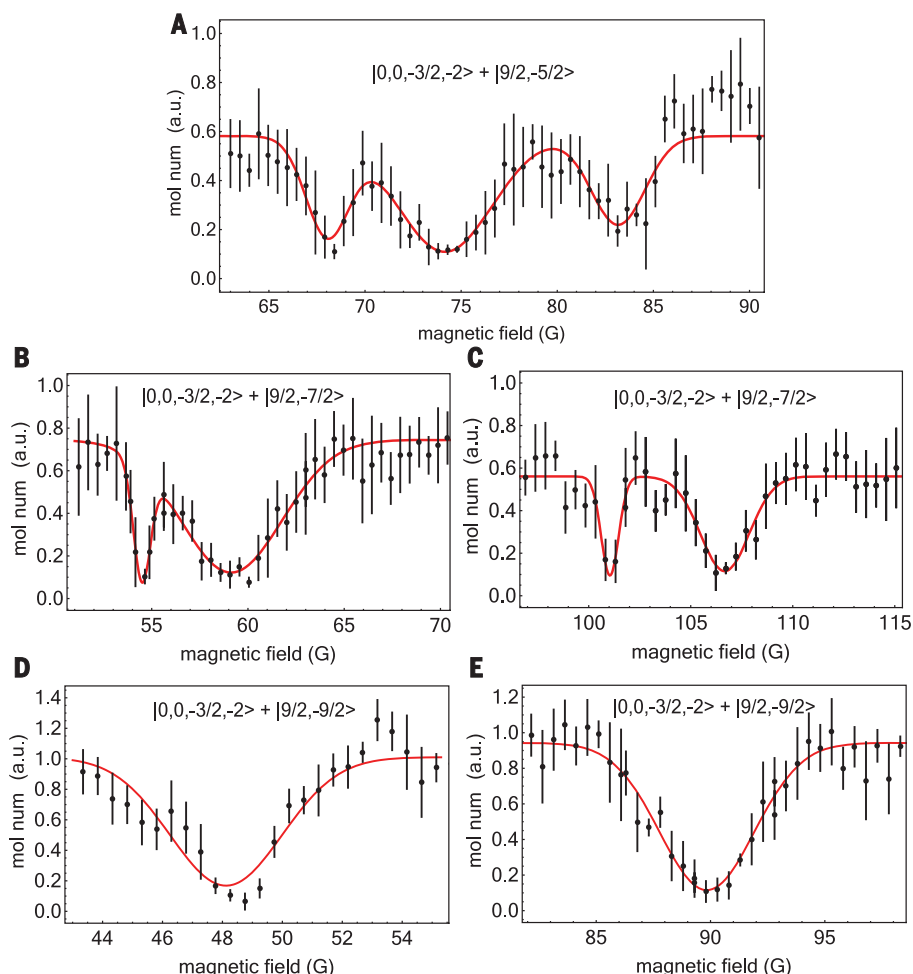 A
|0,0,-3/2,-2> + |9/2,-5/2>
mol num (a.u.)
1.0
0.8
0.6
0.4
0.2
0.0
65 70 75 80 85 90
magnetic field (G)
B
|0,0,-3/2,-2> + |9/2,-7/2>
mol num (a.u.)
1.0
0.8
0.6
0.4
0.2
0.0
55 60 65 70
magnetic field (G)
C
|0,0,-3/2,-2> + |9/2,-7/2>
mol num (a.u.)
1.0
0.8
0.6
0.4
0.2
0.0
100 105 110 115
magnetic field (G)
D
|0,0,-3/2,-2> + |9/2,-9/2>
mol num (a.u.)
1.4
1.2
1.0
0.8
0.6
0.4
0.2
0.0
44 46 48 50 52 54
magnetic field (G)
E
|0,0,-3/2,-2> + |9/2,-9/2>
mol num (a.u.)
1.2
1.0
0.8
0.6
0.4
0.2
0.0
85 90 95
magnetic field (G)